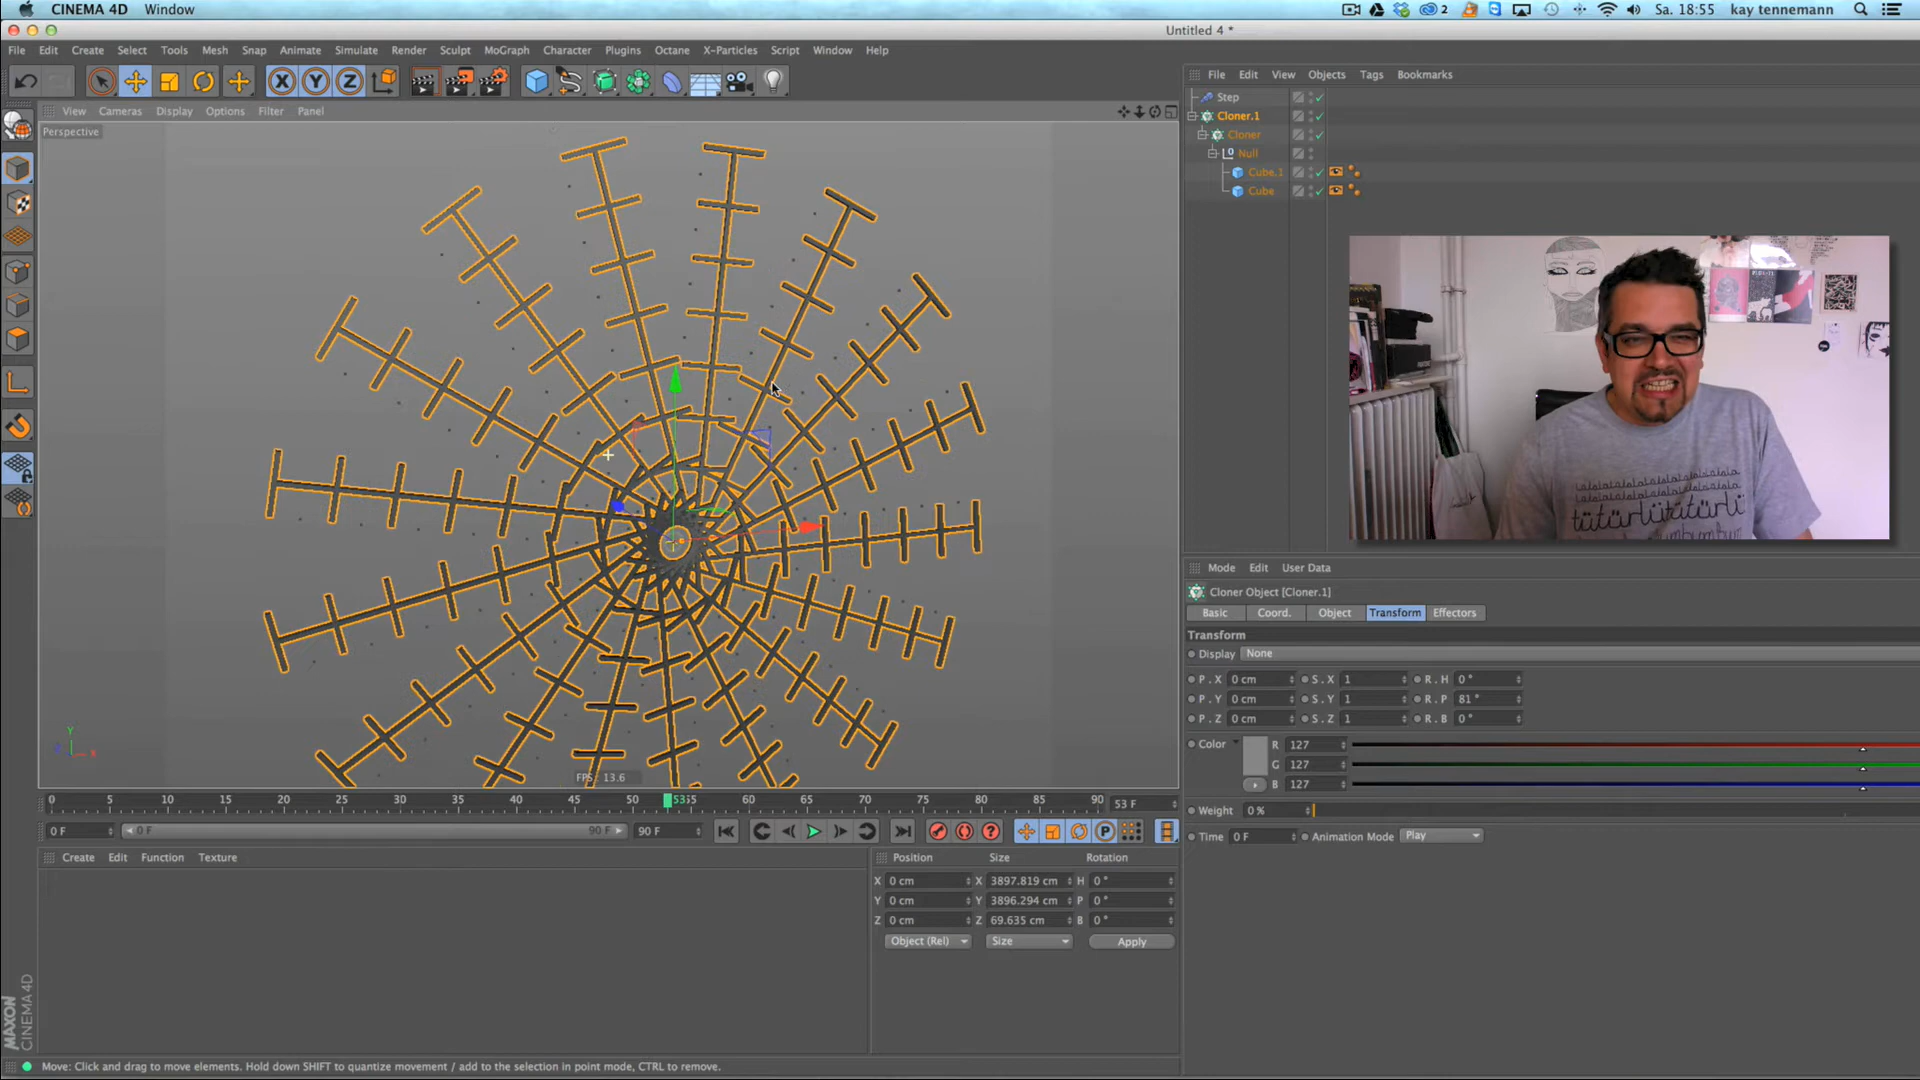 CINEMA 4D Window
2 Sa. 18:55 kay tennemann
Untitled 4 *
File Edit Create Select Tools Mesh Snap Animate Simulate Render Sculpt MoGraph Character Plugins Octane X-Particles Script Window Help
X Y Z
File Edit View Objects Tags Bookmarks
View Cameras Display Options Filter Panel
Perspective
Step
Cloner.1
Cloner
Null
Cube.1
Cube
Mode Edit User Data
Cloner Object [Cloner.1]
Basic Coord. Object Transform Effectors
Transform
Display None
P . X 0 cm S . X 1 R . H 0 °
P . Y 0 cm S . Y 1 R . P 81 °
P . Z 0 cm S . Z 1 R . B 0 °
Color R 127
G 127
B 127
Weight 0 %
Time 0 F Animation Mode Play
Y
Z X
FPS : 13.6
0 5 10 15 20 25 30 35 40 45 50 5355 60 65 70 75 80 85 90 53 F
0 F 0 F 90 F 90 F
Create Edit Function Texture
Position Size Rotation
X 0 cm X 3897.819 cm H 0 °
Y 0 cm Y 3896.294 cm P 0 °
Z 0 cm Z 69.635 cm B 0 °
Object (Rel) Size Apply
MAXON
CINEMA 4D
Move: Click and drag to move elements. Hold down SHIFT to quantize movement / add to the selection in point mode, CTRL to remove.